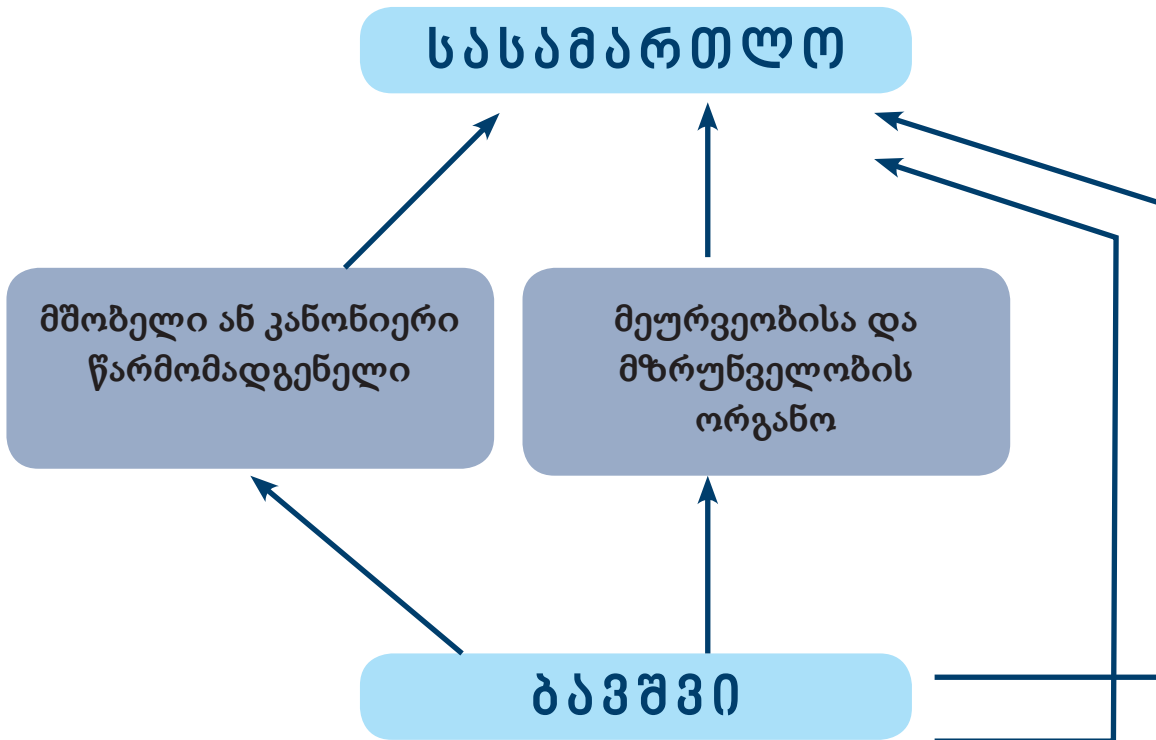 სასამართლო
მშობელი ან კანონიერი
წარმომადგენელი
მეურვეობისა და
მზრუნველობის
ორგანო
ბავშვი